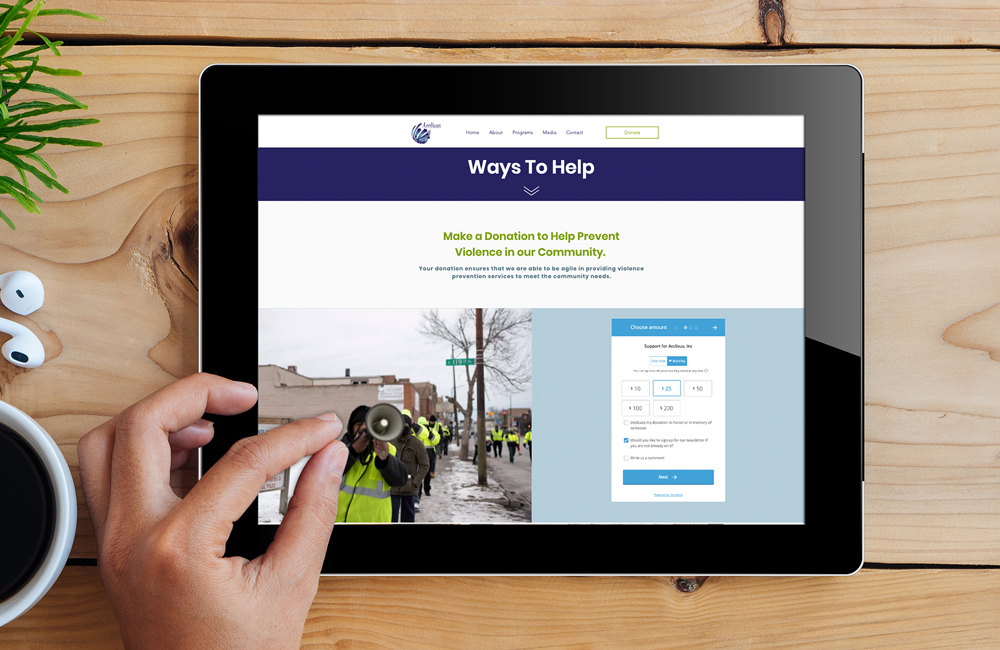 Acclivus
Home About Programs Media Contact Donate
Ways To Help
Make a Donation to Help Prevent
Violence in our Community.
Your donation ensures that we are able to be agile in providing violence
prevention services to meet the community needs.
Choose amount
Support for Acclivus, Inc
Monthly
$ 10 $ 25 $ 50
$ 100 $ 200
Dedicate my donation in honor or in memory of
someone
Would you like to sign up for our newsletter if
you are not already on it?
Write us a comment
Next